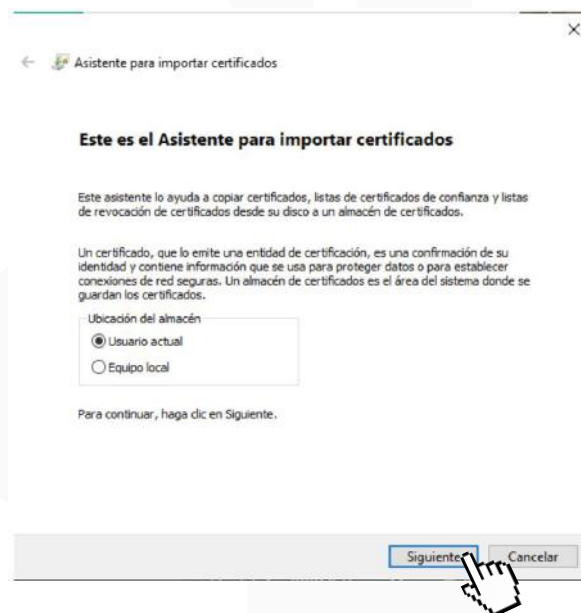 Asistente para importar certificados
Este es el Asistente para importar certificados
Este asistente lo ayuda a copiar certificados, listas de certificados de confianza y listas
de revocación de certificados desde su disco a un almacén de certificados.
Un certificado, que lo emite una entidad de certificación, es una confirmación de su
identidad y contiene información que se usa para proteger datos o para establecer
conexiones de red seguras. Un almacén de certificados es el área del sistema donde se
guardan los certificados.
Ubicación del almacén
Usuario actual
Equipo local
Para continuar, haga clic en Siguiente.
Siguiente Cancelar